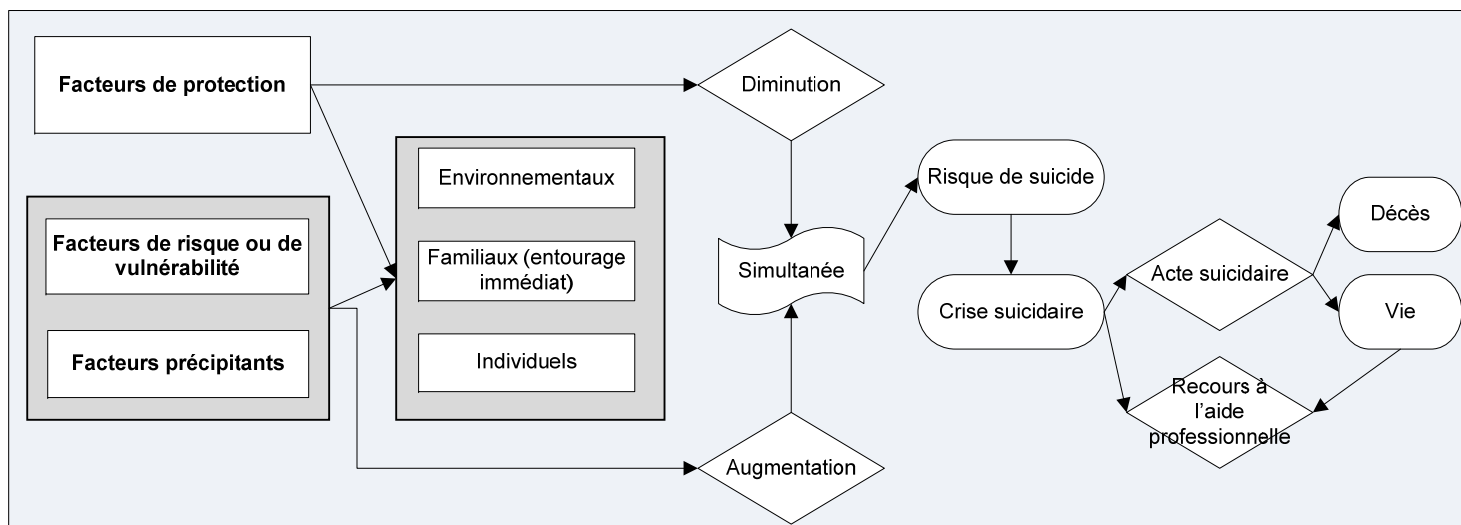 Facteurs de protection
Diminution
Environnementaux
Risque de suicide
Facteurs de risque ou de
vulnérabilité
Familiaux (entourage
immédiat)
Simultanée
Acte suicidaire
Décès
Crise suicidaire
Vie
Facteurs précipitants
Individuels
Recours à
l'aide
professionnelle
Augmentation